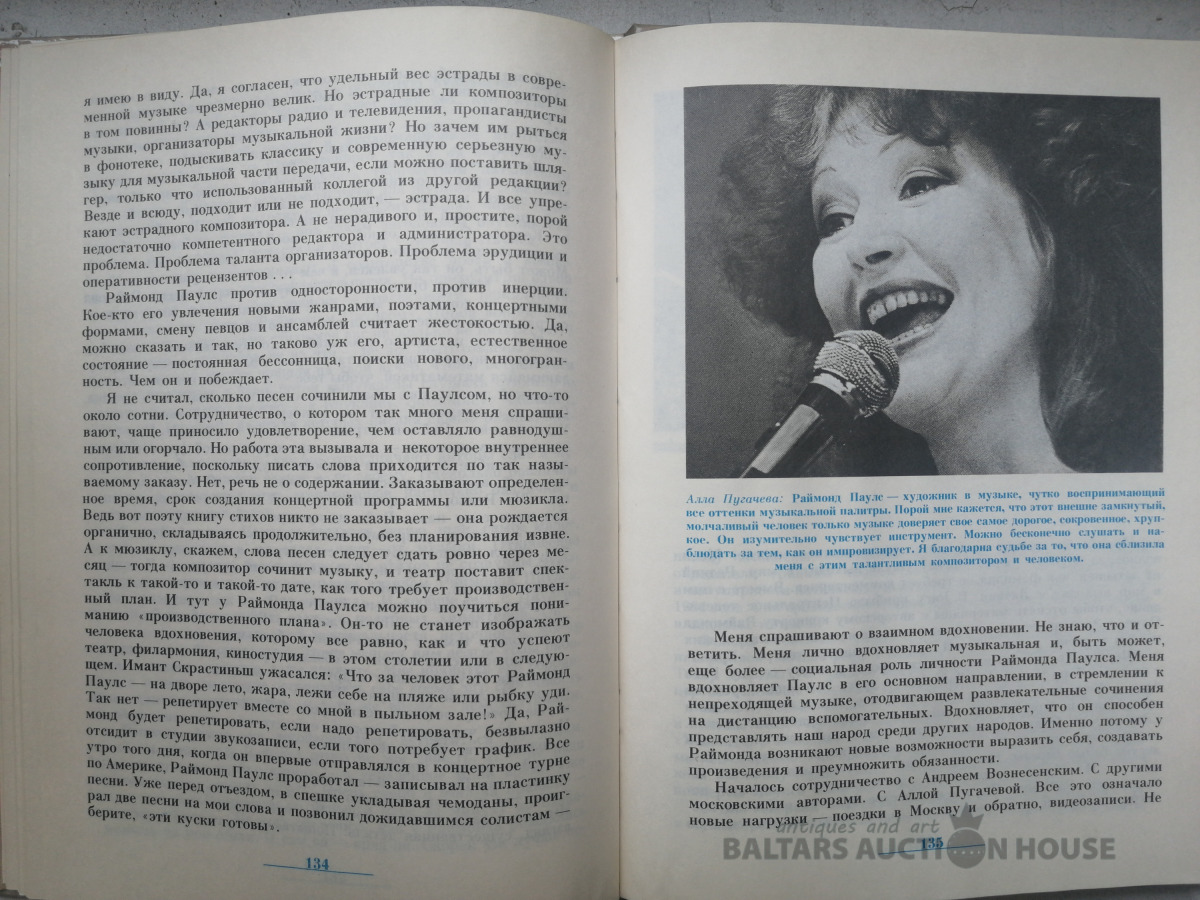 я имею в виду. Да, я согласен, что удельный вес эстрады в совре-
менной музыке чрезмерно велик. Но эстрадные ли композиторы
в том повинны? А редакторы радио и телевидения, пропагандисты
музыки, организаторы музыкальной жизни? Но зачем им рыться
в фонотеке, подыскивать классику и современную серьезную му-
зыку для музыкальной части передачи, если можно поставить шля-
гер, только что использованный коллегой из другой редакции?
Везде и всюду, подходит или не подходит, — эстрада. И все упре-
кают эстрадного композитора. А не нерадивого и, простите, порой
недостаточно компетентного редактора и администратора. Это
проблема. Проблема таланта организаторов. Проблема эрудиции и
оперативности рецензентов . . .
Раймонд Паулс против односторонности, против инерции.
Кое-кто его увлечения новыми жанрами, поэтами, концертными
формами, смену певцов и ансамблей считает жестокостью. Да,
можно сказать и так, но таково уж его, артиста, естественное
состояние — постоянная бессонница, поиски нового, многогран-
ность. Чем он и побеждает.
Я не считал, сколько песен сочинили мы с Паулсом, но что-то
около сотни. Сотрудничество, о котором так много меня спраши-
вают, чаще приносило удовлетворение, чем оставляло равнодуш-
ным или огорчало. Но работа эта вызывала и некоторое внутреннее
сопротивление, поскольку писать слова приходится по так назы-
ваемому заказу. Нет, речь не о содержании. Заказывают определен-
ное время, срок создания концертной программы или мюзикла.
Ведь вот поэту книгу стихов никто не заказывает — она рождается
органично, складываясь продолжительно, без планирования извне.
А к мюзиклу, скажем, слова песен следует сдать ровно через ме-
сяц — тогда композитор сочинит музыку, и театр поставит спек-
такль к такой-то и такой-то дате, как того требует производствен-
ный план. И тут у Раймонда Паулса можно поучиться пони-
манию «производственного плана». Он-то не станет изображать
человека вдохновения, которому все равно, как и что успеют
театр, филармония, киностудия — в этом столетии или в следую-
щем. Имант Скрастиньш ужасался: «Что за человек этот Раймонд
Паулс — на дворе лето, жара, лежи себе на пляже или рыбку уди.
Так нет — репетирует вместе со мной в пыльном зале!» Да, Рай-
монд будет репетировать, если надо репетировать, безвылазно
отсидит в студии звукозаписи, если того потребует график. Все
утро того дня, когда он впервые отправлялся в концертное турне
по Америке, Раймонд Паулс проработал — записывал на пластинку
песни. Уже перед отъездом, в спешке укладывая чемоданы, проиг-
рал две песни на мои слова и позвонил дожидавшимся солистам —
берите, «эти куски готовы».
134
Алла Пугачева: Раймонд Паулс — художник в музыке, чутко воспринимающий
все оттенки музыкальной палитры. Порой мне кажется, что этот внешне замкнутый,
молчаливый человек только музыке доверяет свое самое дорогое, сокровенное, хруп-
кое. Он изумительно чувствует инструмент. Можно бесконечно слушать и на-
блюдать за тем, как он импровизирует. Я благодарна судьбе за то, что она сблизила
меня с этим талантливым композитором и человеком.
Меня спрашивают о взаимном вдохновении. Не знаю, что и от-
ветить. Меня лично вдохновляет музыкальная и, быть может,
еще более — социальная роль личности Раймонда Паулса. Меня
вдохновляет Паулс в его основном направлении, в стремлении к
непреходящей музыке, отодвигающем развлекательные сочинения
на дистанцию вспомогательных. Вдохновляет, что он способен
представлять наш народ среди других народов. Именно потому у
Раймонда возникают новые возможности выразить себя, создавать
произведения и преумножить обязанности.
Началось сотрудничество с Андреем Вознесенским. С другими
московскими авторами. С Аллой Пугачевой. Все это означало
новые нагрузки — поездки в Москву и обратно, видеозаписи. Не
135
antiques and art
BALTARS AUCTION HOUSE